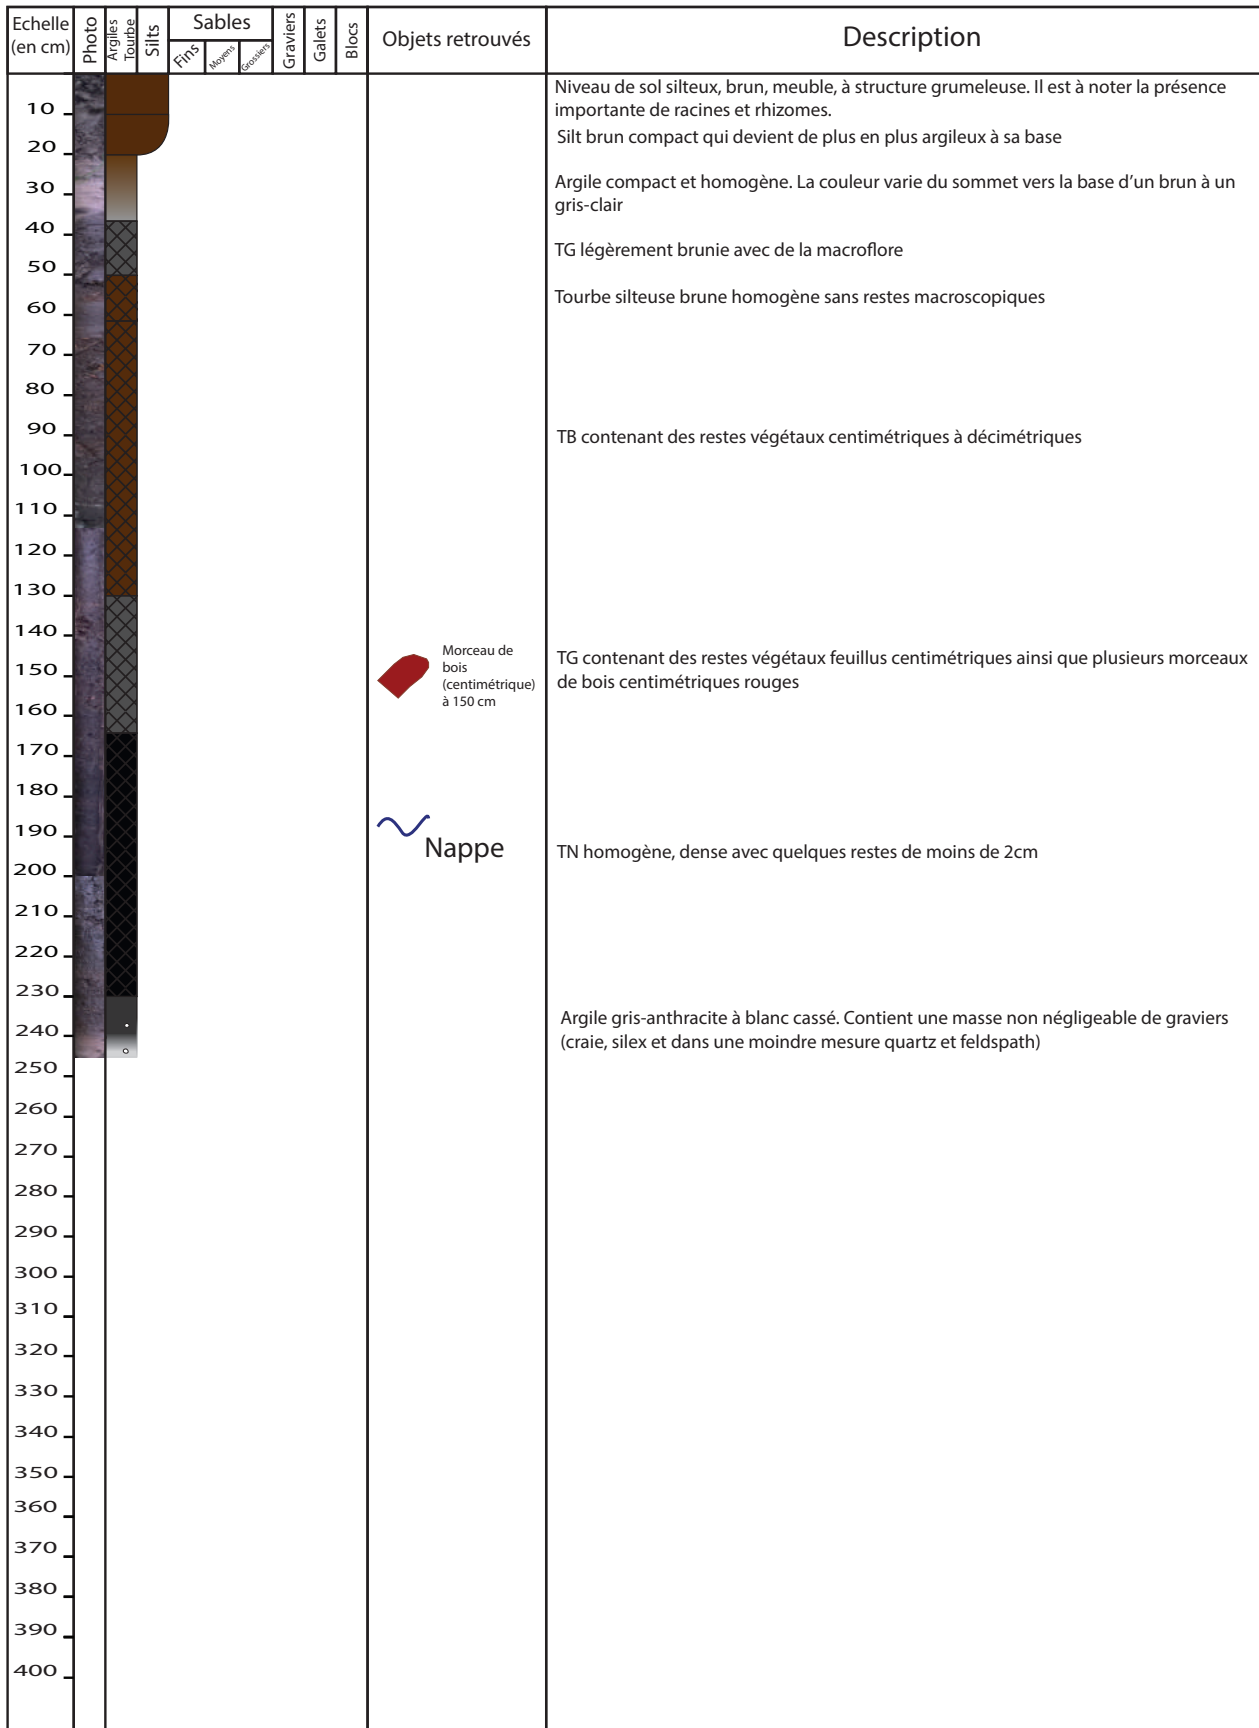 Echelle
(en cm)
Photo
Argiles
Tourbe
Silts
Sables
Fins
Moyens
Grossiers
Graviers
Galets
Blocs
Objets retrouvés
Description
Niveau de sol silteux, brun, meuble, à structure grumeleuse. Il est à noter la présence
importante de racines et rhizomes.
10
Silt brun compact qui devient de plus en plus argileux à sa base
20
Argile compact et homogène. La couleur varie du sommet vers la base d'un brun à un
gris-clair
30
40
TG légèrement brunie avec de la macroflore
50
Tourbe silteuse brune homogène sans restes macroscopiques
60
70
80
90
TB contenant des restes végétaux centimétriques à décimétriques
100
110
120
130
140
Morceau de
bois
(centimétrique)
à 150 cm
TG contenant des restes végétaux feuillus centimétriques ainsi que plusieurs morceaux
de bois centimétriques rouges
150
160
170
180
190
Nappe
TN homogène, dense avec quelques restes de moins de 2cm
200
210
220
230
Argile gris-anthracite à blanc cassé. Contient une masse non négligeable de graviers
(craie, silex et dans une moindre mesure quartz et feldspath)
240
250
260
270
280
290
300
310
320
330
340
350
360
370
380
390
400